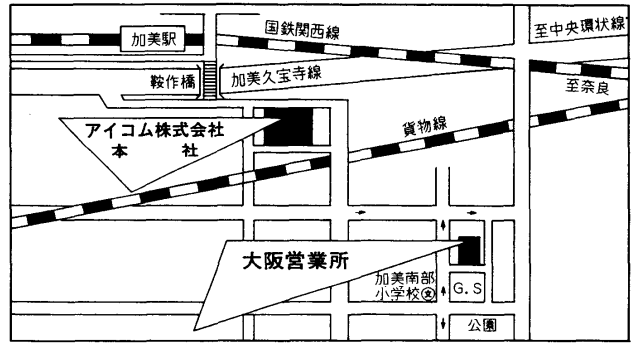 国鉄関西線
至中央環状線
加美駅
鞍作橋
加美久宝寺線
至奈良
アイコム株式会社
本 社
貨物線
大阪営業所
加美南部
小学校文
G.S
公園